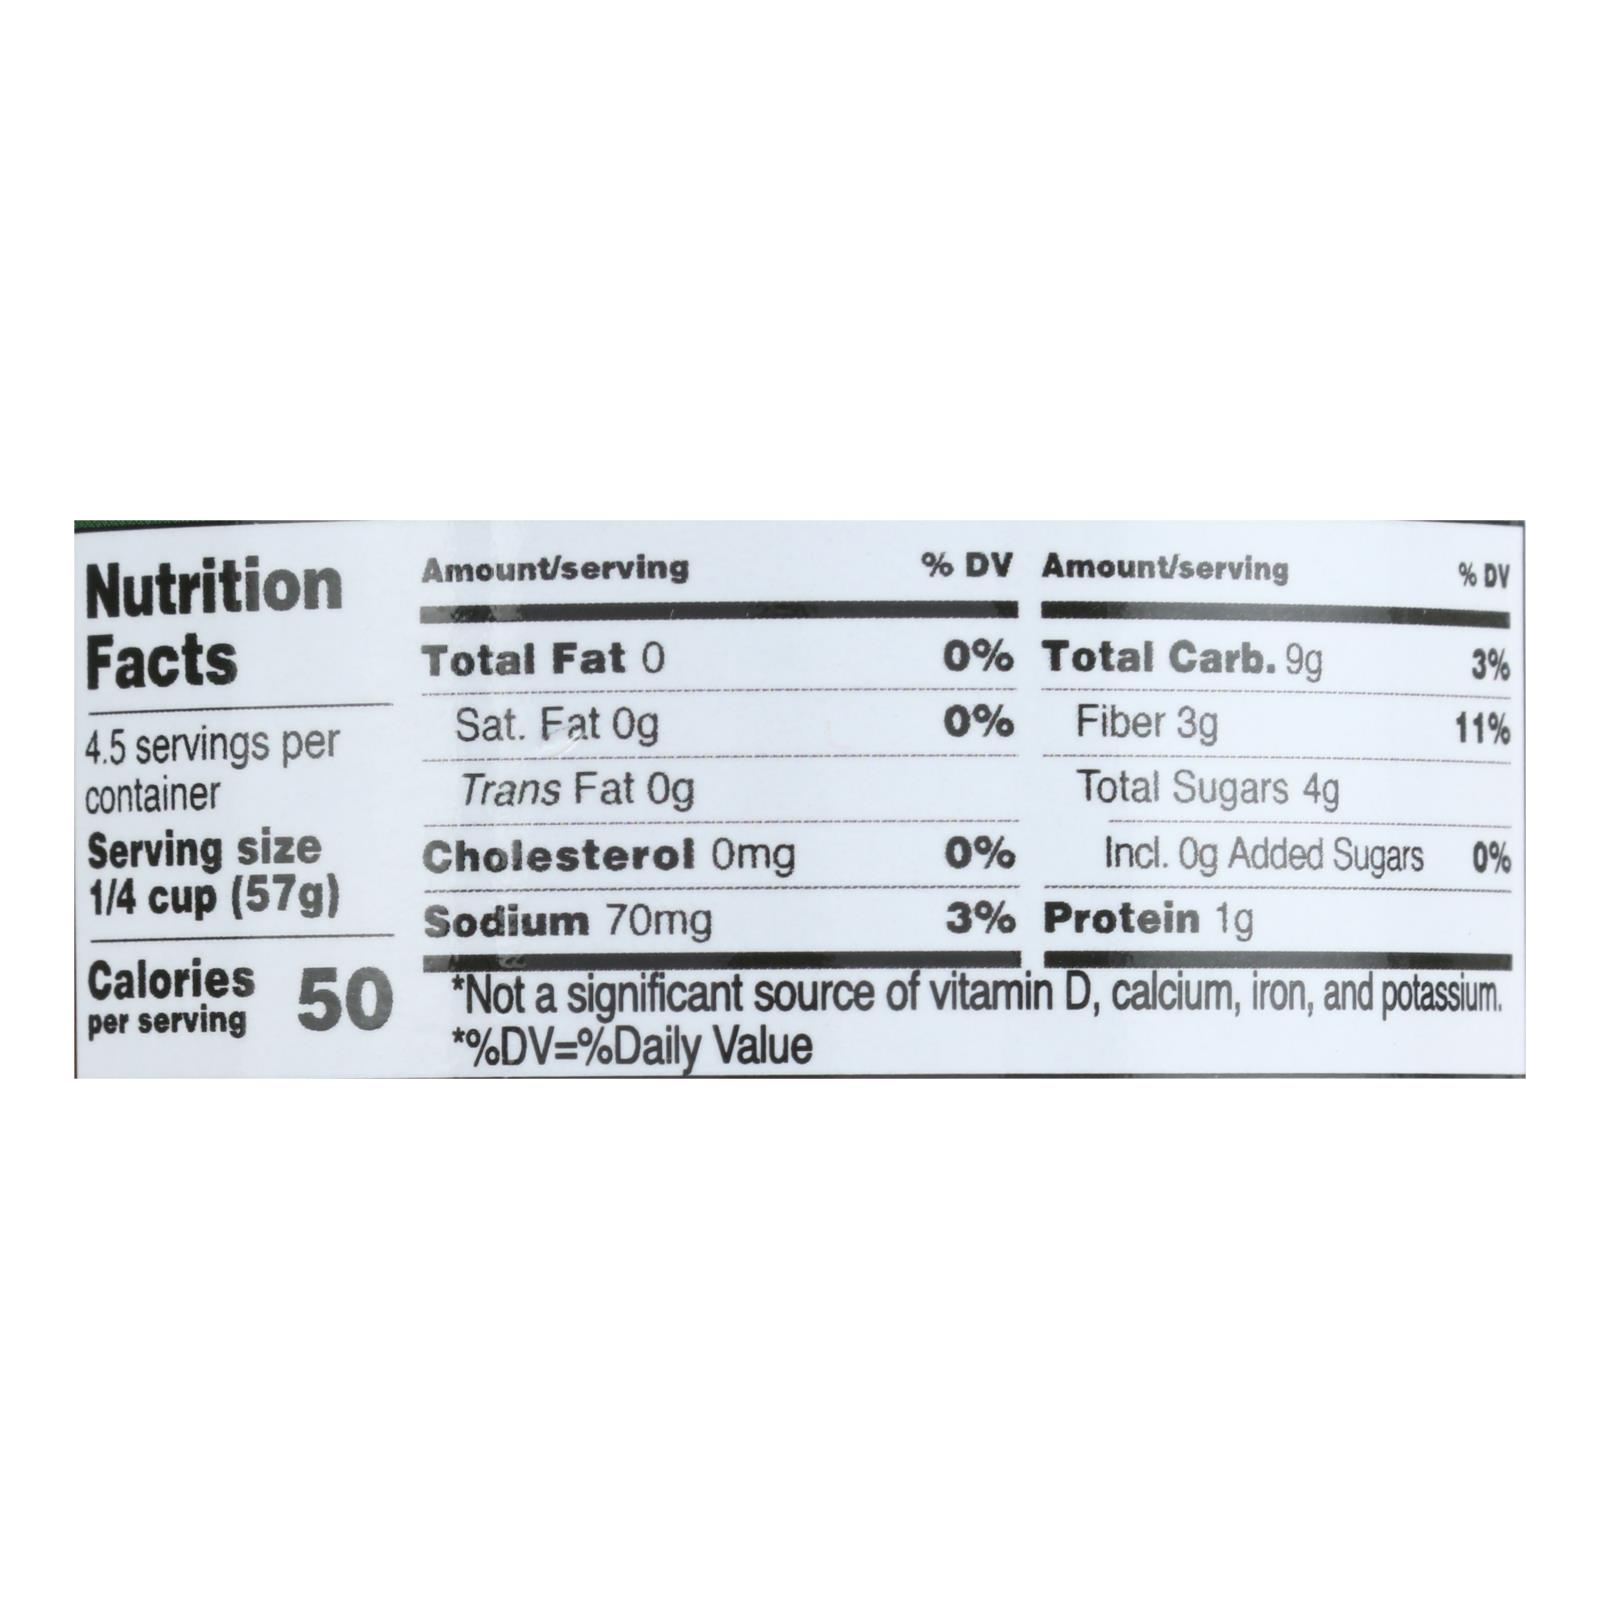 Nutrition
Facts
4.5 servings per
container
Serving size
1/4 cup (57g)
Calories
per serving
50
Amount/serving % DV
Total Fat 0 0%
Sat. Fat 0g 0%
Trans Fat 0g
Cholesterol 0mg 0%
Sodium 70mg 3%
Amount/serving % DV
Total Carb. 9g 3%
Fiber 3g 11%
Total Sugars 4g
Incl. 0g Added Sugars 0%
Protein 1g
*Not a significant source of vitamin D, calcium, iron, and potassium.
*%DV=%Daily Value